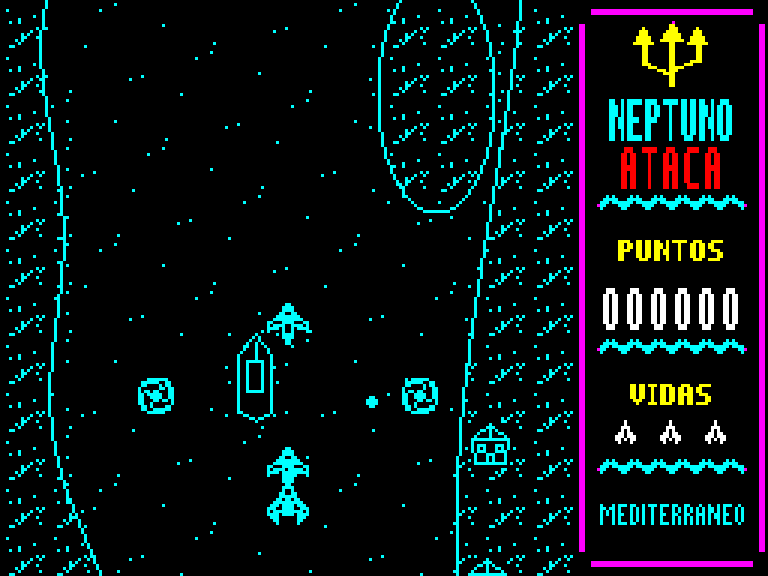 NEPTUNO
ATACA
PUNTOS
000000
VIDAS
MEDITERRANEO